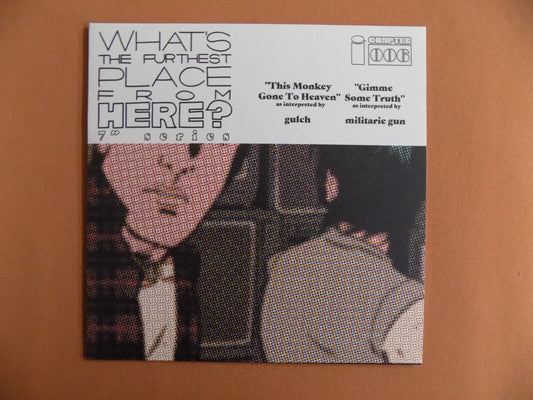 WHAT'S
THE FURTHEST
PLACE
FROM
HERE?
7" series
i
CHAPTER
006
"This Monkey
Gone To Heaven"
as interpreted by
gulch
"Gimme
Some Truth"
as interpreted by
militarie gun